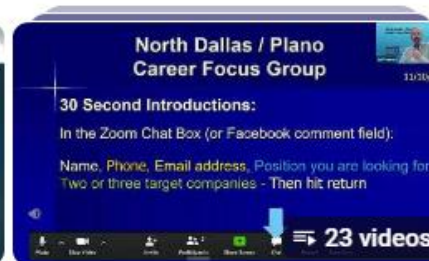 North Dallas / Plano
Career Focus Group
30 Second Introductions:
In the Zoom Chat Box (or Facebook comment field):
Name, Phone, Email address, Position you are looking for
Two or three target companies - Then hit return
23 videos